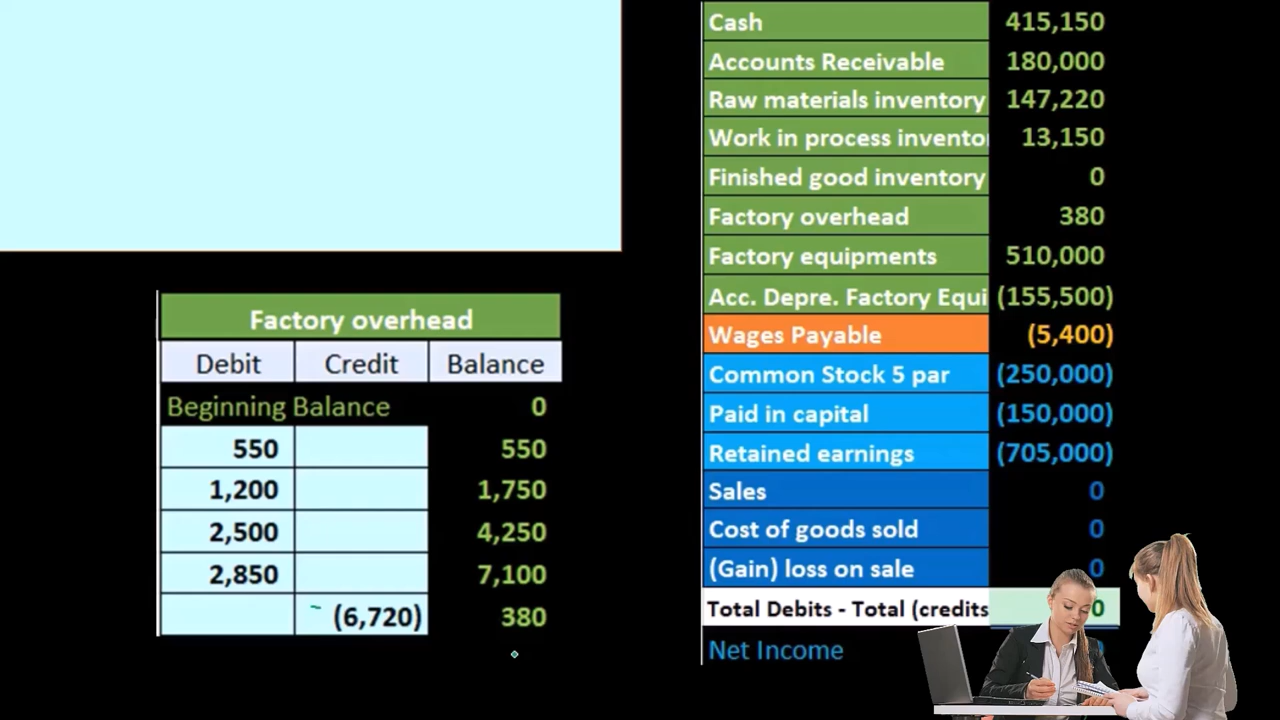 Factory overhead
Debit Credit Balance
Beginning Balance 0
550 550
1,200 1,750
2,500 4,250
2,850 7,100
(6,720) 380
Cash 415,150
Accounts Receivable 180,000
Raw materials inventory 147,220
Work in process invento 13,150
Finished good inventory 0
Factory overhead 380
Factory equipments 510,000
Acc. Depre. Factory Equi (155,500)
Wages Payable (5,400)
Common Stock 5 par (250,000)
Paid in capital (150,000)
Retained earnings (705,000)
Sales 0
Cost of goods sold 0
(Gain) loss on sale 0
Total Debits - Total (credits 0
Net Income